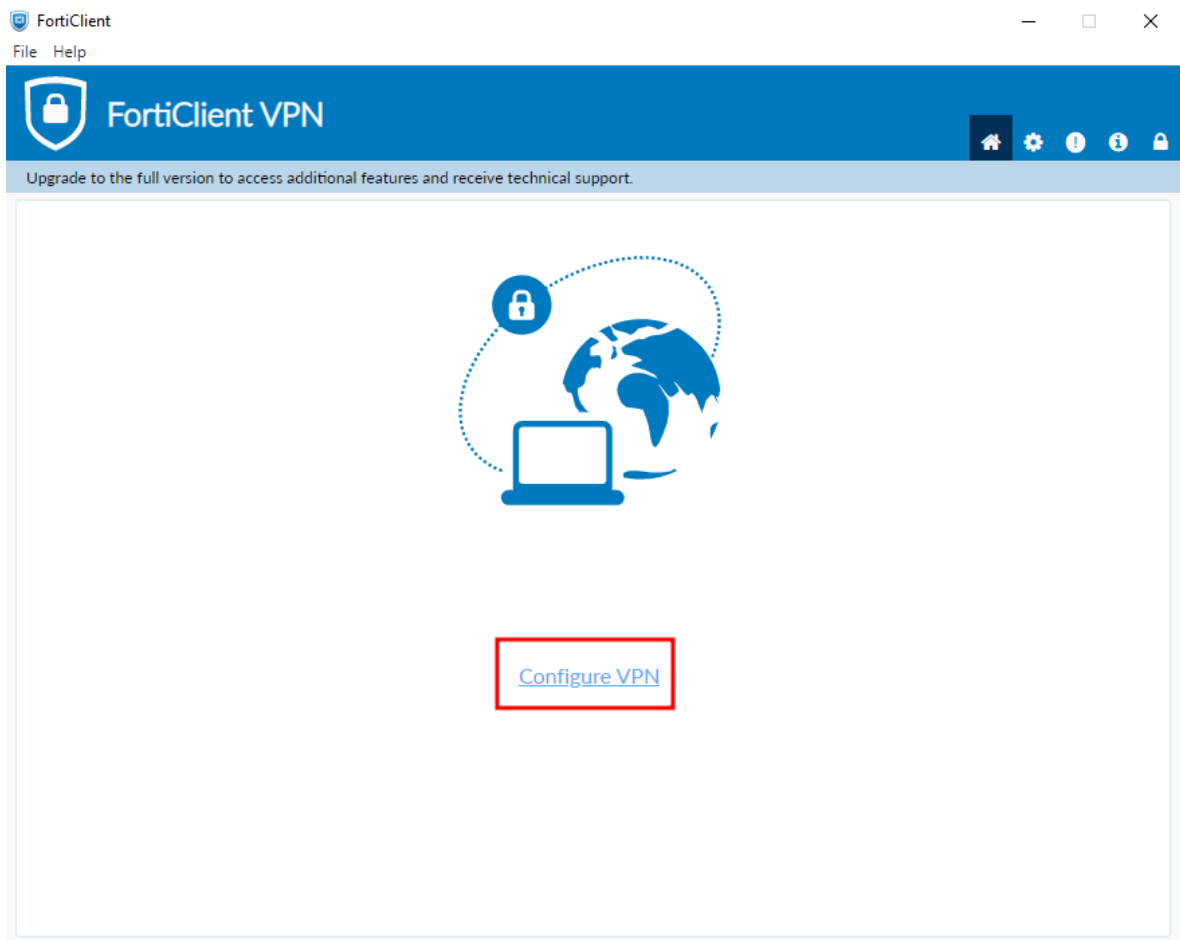 FortiClient
File Help
FortiClient VPN
Upgrade to the full version to access additional features and receive technical support.
Configure VPN